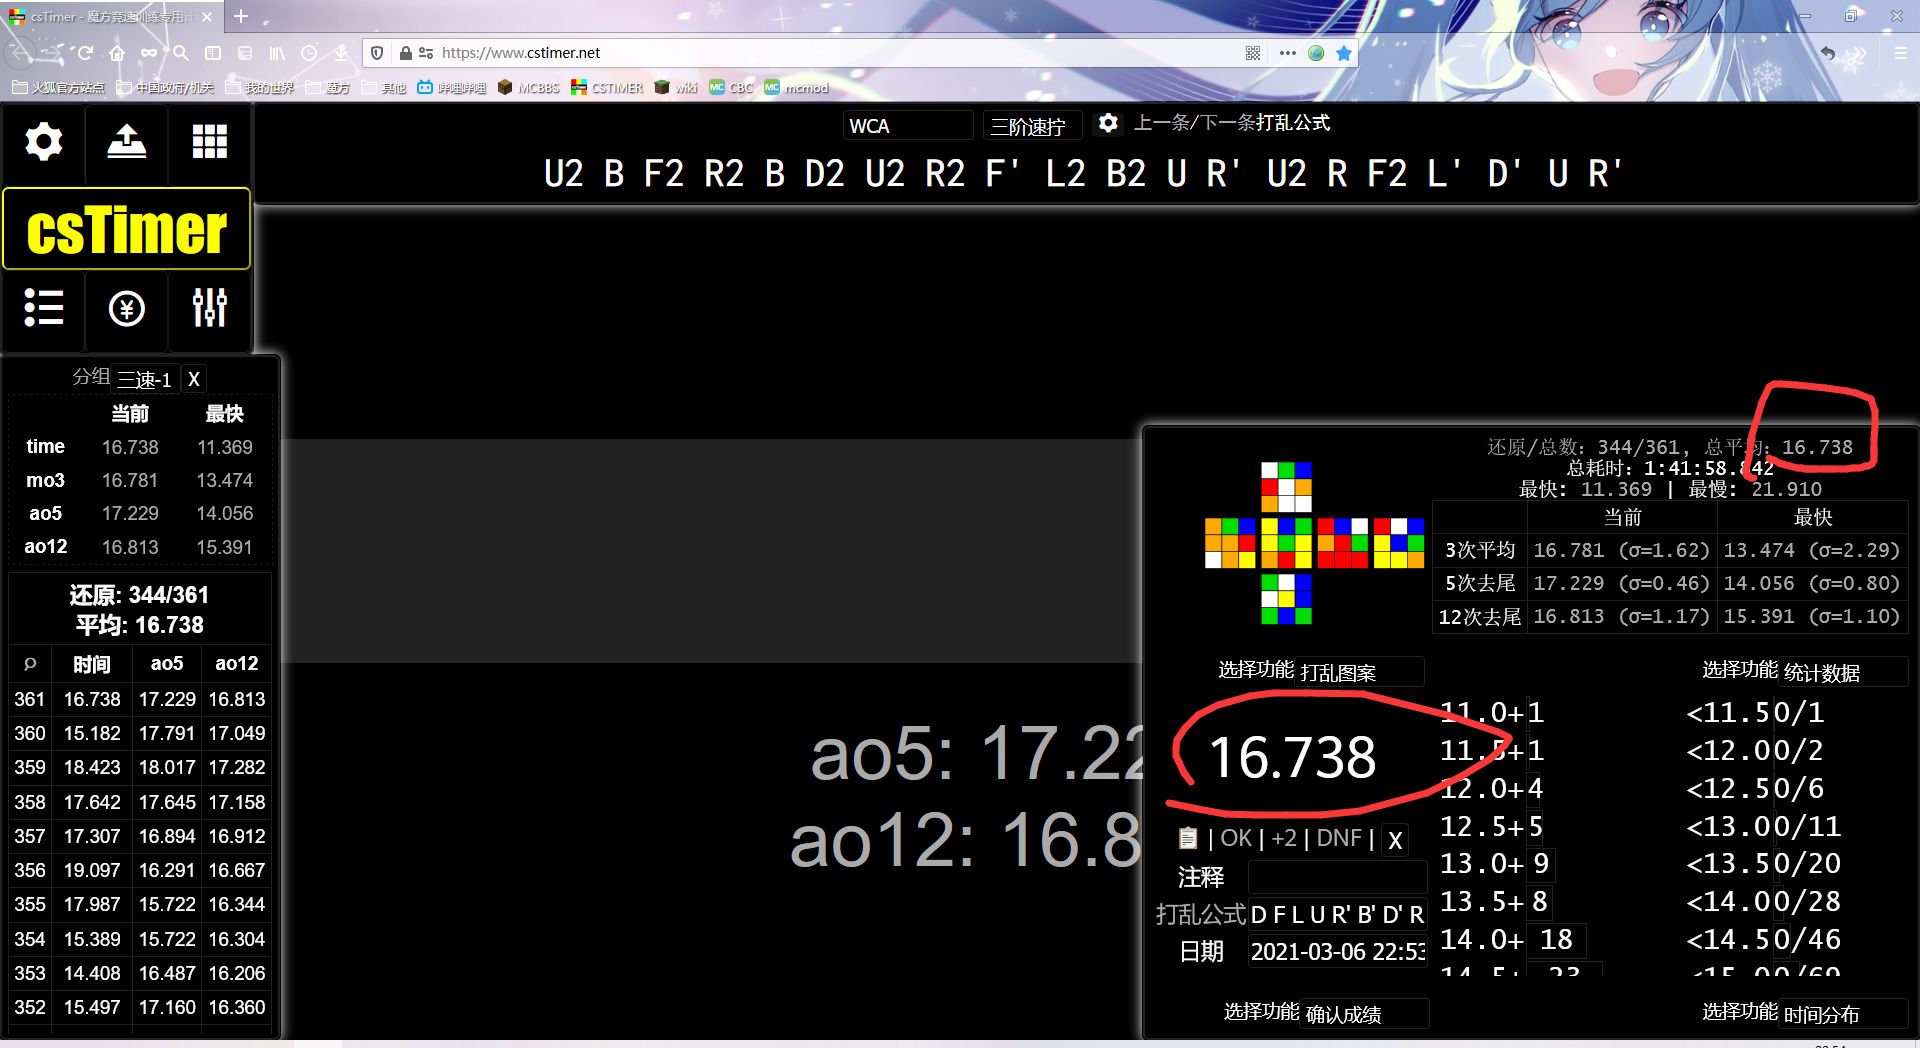 csTimer - 魔方竞速训练专用计
https://www.cstimer.net
火狐官方站点 中国政府/机关 我的世界 魔方 其他 哔哩哔哩 MCBBS CSTIMER wiki CBC mcmod
WCA 三阶速拧 上一条/下一条打乱公式
U2 B F2 R2 B D2 U2 R2 F' L2 B2 U R' U2 R F2 L' D' U R'
csTimer
分组 三速-1 X
当前 最快
time 16.738 11.369
mo3 16.781 13.474
ao5 17.229 14.056
ao12 16.813 15.391
还原: 344/361
平均: 16.738
时间 ao5 ao12
361 16.738 17.229 16.813
360 15.182 17.791 17.049
359 18.423 18.017 17.282
358 17.642 17.645 17.158
357 17.307 16.894 16.912
356 19.097 16.291 16.667
355 17.987 15.722 16.344
354 15.389 15.722 16.304
353 14.408 16.487 16.206
352 15.497 17.160 16.360
ao5: 17.22
ao12: 16.8
还原/总数: 344/361, 总平均: 16.738
总耗时: 1:41:58.842
最快: 11.369 | 最慢: 21.910
当前 最快
3次平均 16.781 (σ=1.62) 13.474 (σ=2.29)
5次去尾 17.229 (σ=0.46) 14.056 (σ=0.80)
12次去尾 16.813 (σ=1.17) 15.391 (σ=1.10)
选择功能 打乱图案
选择功能 统计数据
16.738
| OK | +2 | DNF | X
注释
打乱公式 D F L U R' B' D' R
日期 2021-03-06 22:53
选择功能 确认成绩
11.0+ 1 <11.50/1
11.5+ 1 <12.00/2
12.0+ 4 <12.50/6
12.5+ 5 <13.00/11
13.0+ 9 <13.50/20
13.5+ 8 <14.00/28
14.0+ 18 <14.50/46
14.5+ 23 <15.00/69
选择功能 时间分布